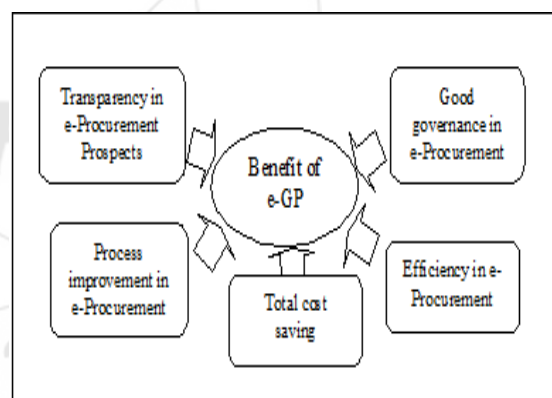 Transparency in
e-Procurement
Prospects
Good
governance in
e-Procurement
Benefit of
e-GP
Process
improvement in
e-Procurement
Total cost
saving
Efficiency in e-
Procurement